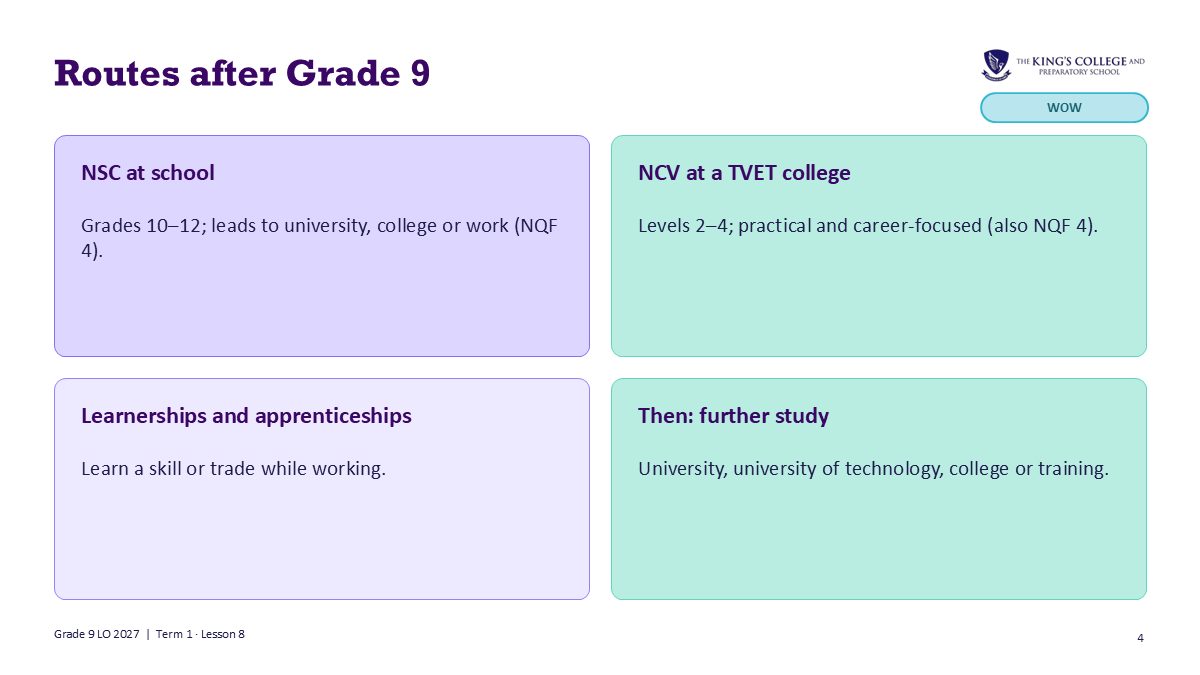 Routes after Grade 9
THE KING'S COLLEGE AND
PREPARATORY SCHOOL
WOW
NSC at school
Grades 10–12; leads to university, college or work (NQF
4).
NCV at a TVET college
Levels 2–4; practical and career-focused (also NQF 4).
Learnerships and apprenticeships
Learn a skill or trade while working.
Then: further study
University, university of technology, college or training.
Grade 9 LO 2027 | Term 1 · Lesson 8
4